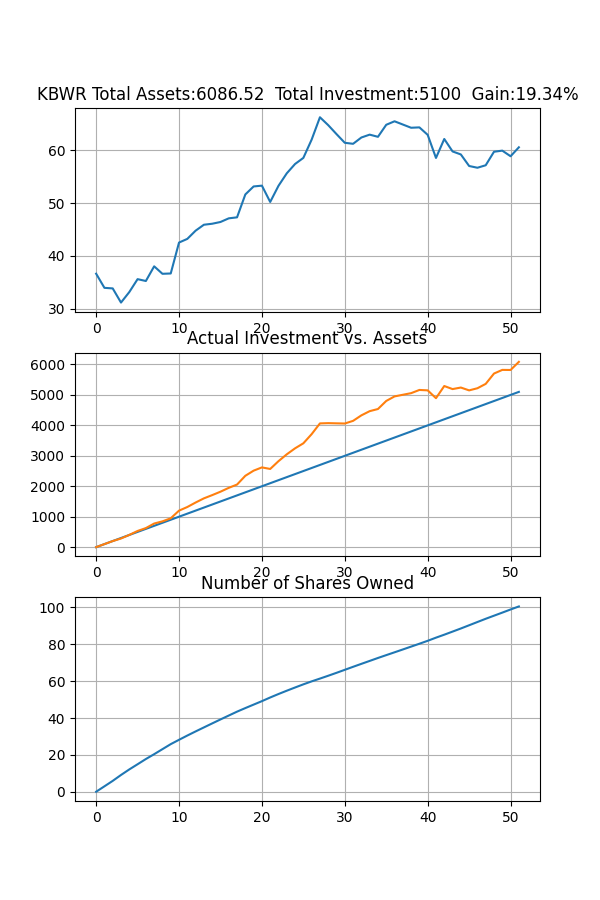 KBWR Total Assets:6086.52  Total Investment:5100  Gain:19.34%
60
50
40
30
0 10 20 30 40 50
Actual Investment vs. Assets
6000
5000
4000
3000
2000
1000
0
0 10 20 30 40 50
Number of Shares Owned
100
80
60
40
20
0
0 10 20 30 40 50